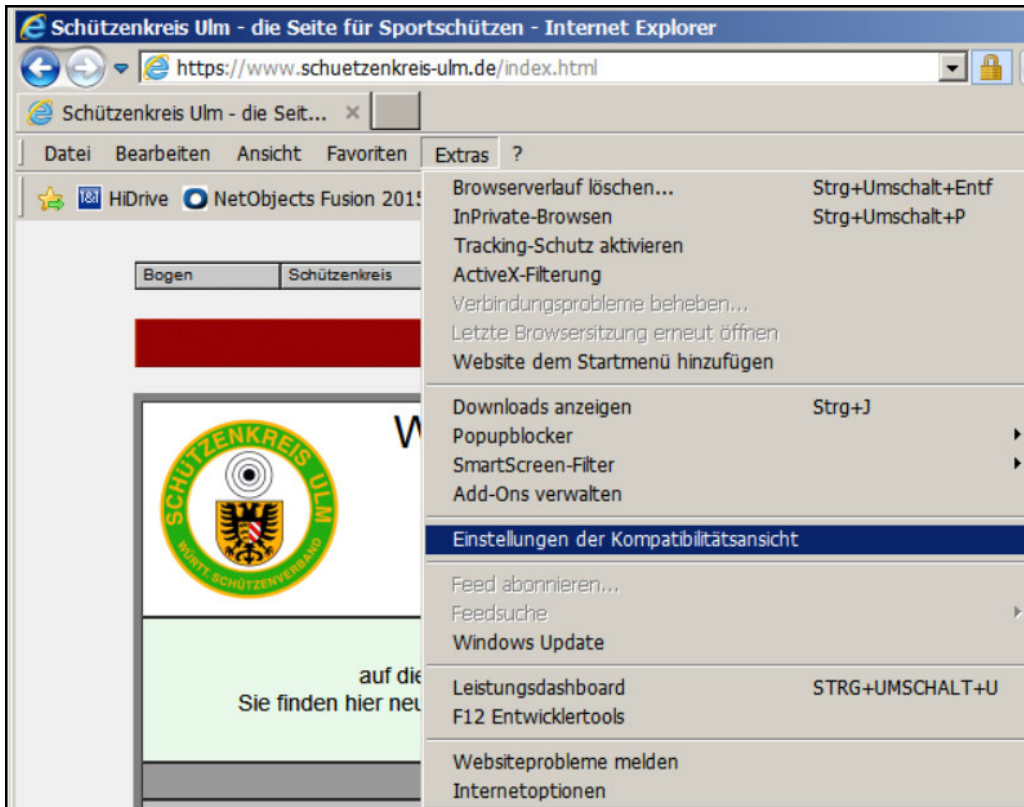 Schützenkreis Ulm - die Seite für Sportschützen - Internet Explorer
https://www.schuetzenkreis-ulm.de/index.html
Schützenkreis Ulm - die Seit...
Datei Bearbeiten Ansicht Favoriten Extras ?
1&1 HiDrive NetObjects Fusion 2015
Browserverlauf löschen... Strg+Umschalt+Entf
InPrivate-Browsen Strg+Umschalt+P
Tracking-Schutz aktivieren
ActiveX-Filterung
Verbindungsprobleme beheben...
Letzte Browsersitzung erneut öffnen
Website dem Startmenü hinzufügen
Downloads anzeigen Strg+J
Popupblocker
SmartScreen-Filter
Add-Ons verwalten
Einstellungen der Kompatibilitätsansicht
Feed abonnieren...
Feedsuche
Windows Update
Leistungsdashboard STRG+UMSCHALT+U
F12 Entwicklertools
Websiteprobleme melden
Internetoptionen
Bogen Schützenkreis
W
SCHÜTZENKREIS ULM
WÜRTT. SCHÜTZENVERBAND
auf die
Sie finden hier neu